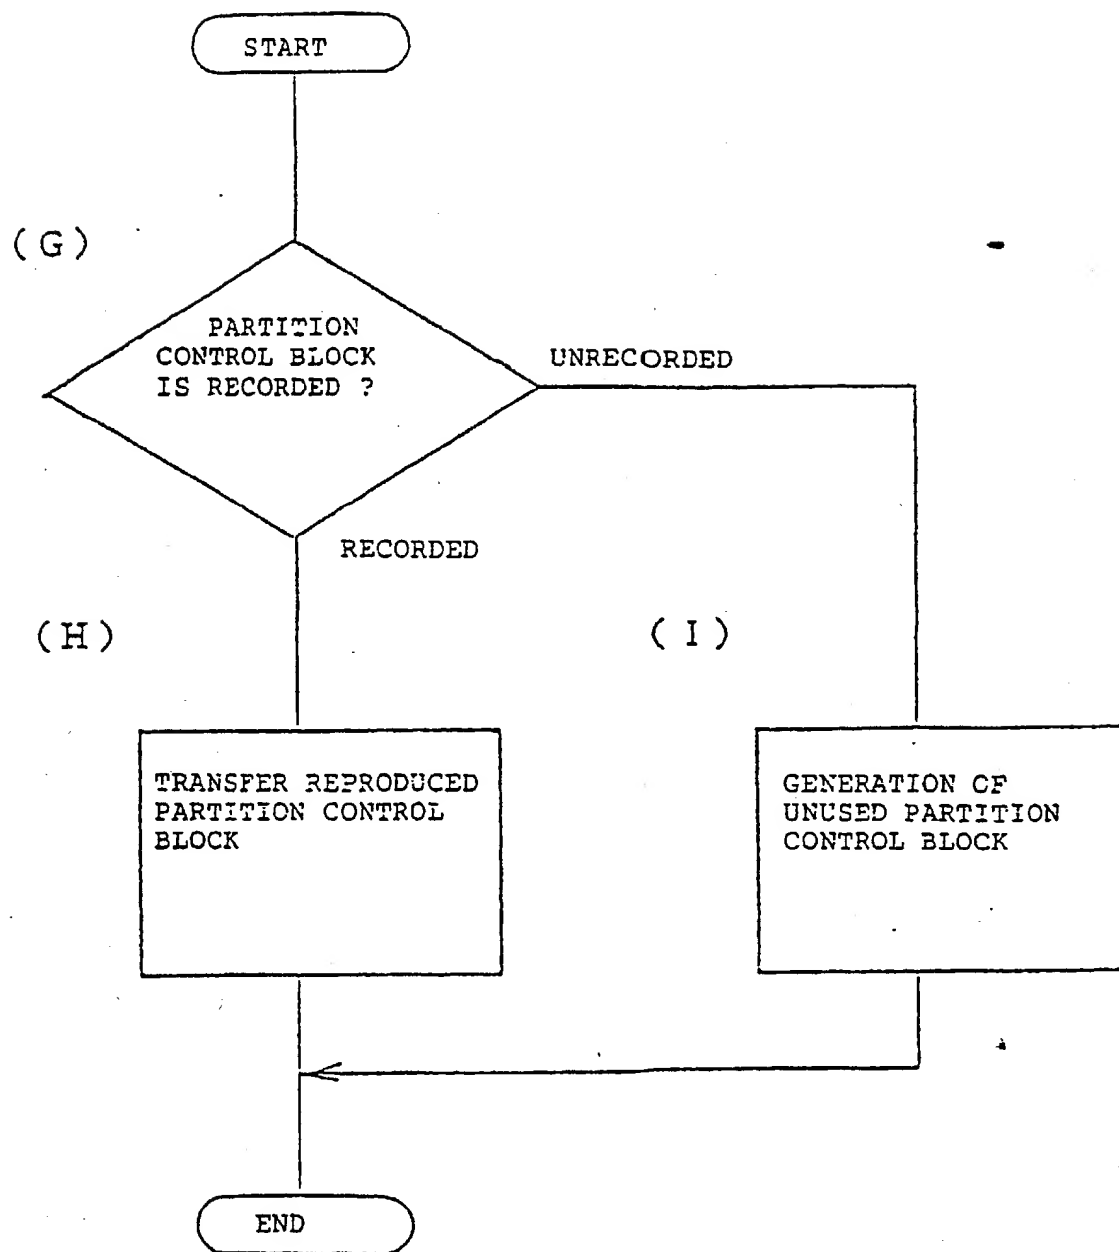 START
(G)
PARTITION
CONTROL BLOCK
IS RECORDED ?
UNRECORDED
RECORDED
(H)
(I)
TRANSFER REPRODUCED
PARTITION CONTROL
BLOCK
GENERATION OF
UNUSED PARTITION
CONTROL BLOCK
END